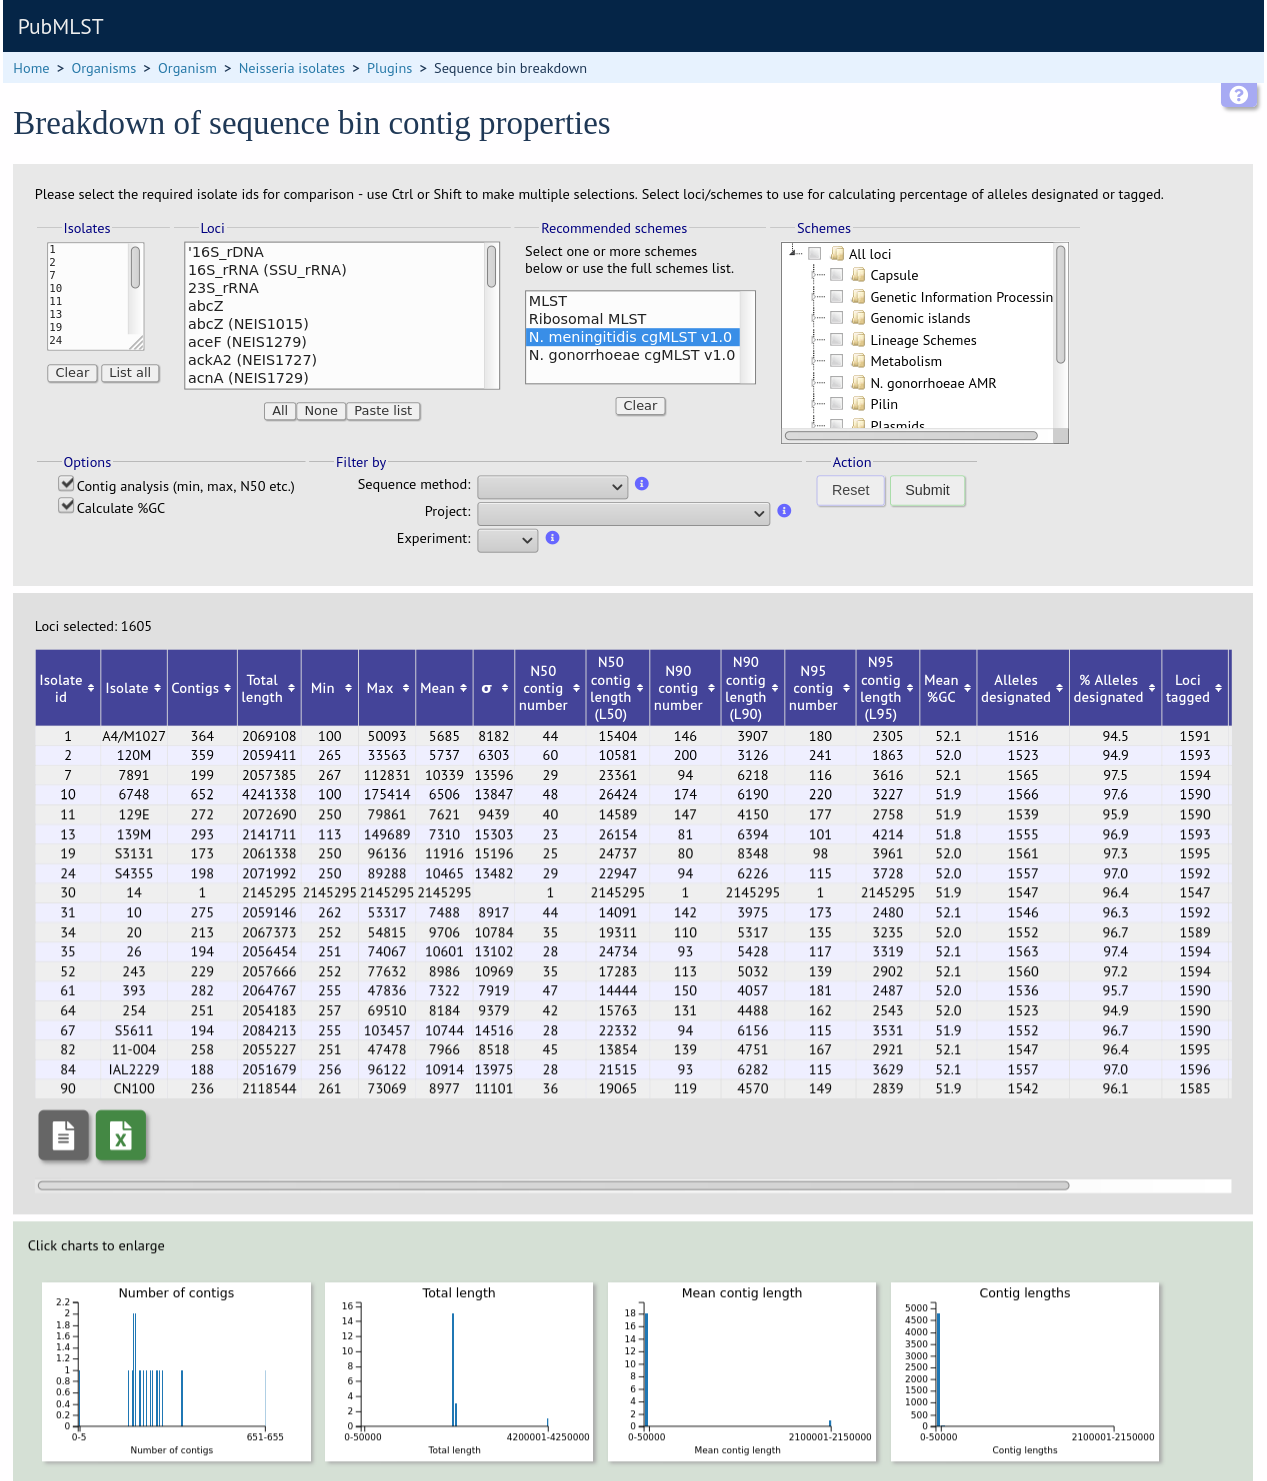 PubMLST
Home > Organisms > Organism > Neisseria isolates > Plugins > Sequence bin breakdown
Breakdown of sequence bin contig properties
Please select the required isolate ids for comparison - use Ctrl or Shift to make multiple selections. Select loci/schemes to use for calculating percentage of alleles designated or tagged.
Isolates
1
2
7
10
11
13
19
24
Clear List all
Loci
'16S_rDNA
16S_rRNA (SSU_rRNA)
23S_rRNA
abcZ
abcZ (NEIS1015)
aceF (NEIS1279)
ackA2 (NEIS1727)
acnA (NEIS1729)
All None Paste list
Recommended schemes
Select one or more schemes
below or use the full schemes list.
MLST
Ribosomal MLST
N. meningitidis cgMLST v1.0
N. gonorrhoeae cgMLST v1.0
Clear
Schemes
All loci
Capsule
Genetic Information Processin
Genomic islands
Lineage Schemes
Metabolism
N. gonorrhoeae AMR
Pilin
Plasmids
Options
Contig analysis (min, max, N50 etc.)
Calculate %GC
Filter by
Sequence method:
Project:
Experiment:
Action
Reset Submit
Loci selected: 1605
Isolate id Isolate Contigs Total length Min Max Mean σ N50 contig number N50 contig length (L50) N90 contig number N90 contig length (L90) N95 contig number N95 contig length (L95) Mean %GC Alleles designated % Alleles designated Loci tagged
1 A4/M1027 364 2069108 100 50093 5685 8182 44 15404 146 3907 180 2305 52.1 1516 94.5 1591
2 120M 359 2059411 265 33563 5737 6303 60 10581 200 3126 241 1863 52.0 1523 94.9 1593
7 7891 199 2057385 267 112831 10339 13596 29 23361 94 6218 116 3616 52.1 1565 97.5 1594
10 6748 652 4241338 100 175414 6506 13847 48 26424 174 6190 220 3227 51.9 1566 97.6 1590
11 129E 272 2072690 250 79861 7621 9439 40 14589 147 4150 177 2758 51.9 1539 95.9 1590
13 139M 293 2141711 113 149689 7310 15303 23 26154 81 6394 101 4214 51.8 1555 96.9 1593
19 S3131 173 2061338 250 96136 11916 15196 25 24737 80 8348 98 3961 52.0 1561 97.3 1595
24 S4355 198 2071992 250 89288 10465 13482 29 22947 94 6226 115 3728 52.0 1557 97.0 1592
30 14 1 2145295 2145295 2145295 2145295 1 2145295 1 2145295 1 2145295 51.9 1547 96.4 1547
31 10 275 2059146 262 53317 7488 8917 44 14091 142 3975 173 2480 52.1 1546 96.3 1592
34 20 213 2067373 252 54815 9706 10784 35 19311 110 5317 135 3235 52.0 1552 96.7 1589
35 26 194 2056454 251 74067 10601 13102 28 24734 93 5428 117 3319 52.1 1563 97.4 1594
52 243 229 2057666 252 77632 8986 10969 35 17283 113 5032 139 2902 52.1 1560 97.2 1594
61 393 282 2064767 255 47836 7322 7919 47 14444 150 4057 181 2487 52.0 1536 95.7 1590
64 254 251 2054183 257 69510 8184 9379 42 15763 131 4488 162 2543 52.0 1523 94.9 1590
67 S5611 194 2084213 255 103457 10744 14516 28 22332 94 6156 115 3531 51.9 1552 96.7 1590
82 11-004 258 2055227 251 47478 7966 8518 45 13854 139 4751 167 2921 52.1 1547 96.4 1595
84 IAL2229 188 2051679 256 96122 10914 13975 28 21515 93 6282 115 3629 52.1 1557 97.0 1596
90 CN100 236 2118544 261 73069 8977 11101 36 19065 119 4570 149 2839 51.9 1542 96.1 1585
Click charts to enlarge
Number of contigs
2.2
2
1.8
1.6
1.4
1.2
1
0.8
0.6
0.4
0.2
0
0-5 651-655
Number of contigs
Total length
16
14
12
10
8
6
4
2
0
0-50000 4200001-4250000
Total length
Mean contig length
18
16
14
12
10
8
6
4
2
0
0-50000 2100001-2150000
Mean contig length
Contig lengths
5000
4500
4000
3500
3000
2500
2000
1500
1000
500
0
0-50000 2100001-2150000
Contig lengths